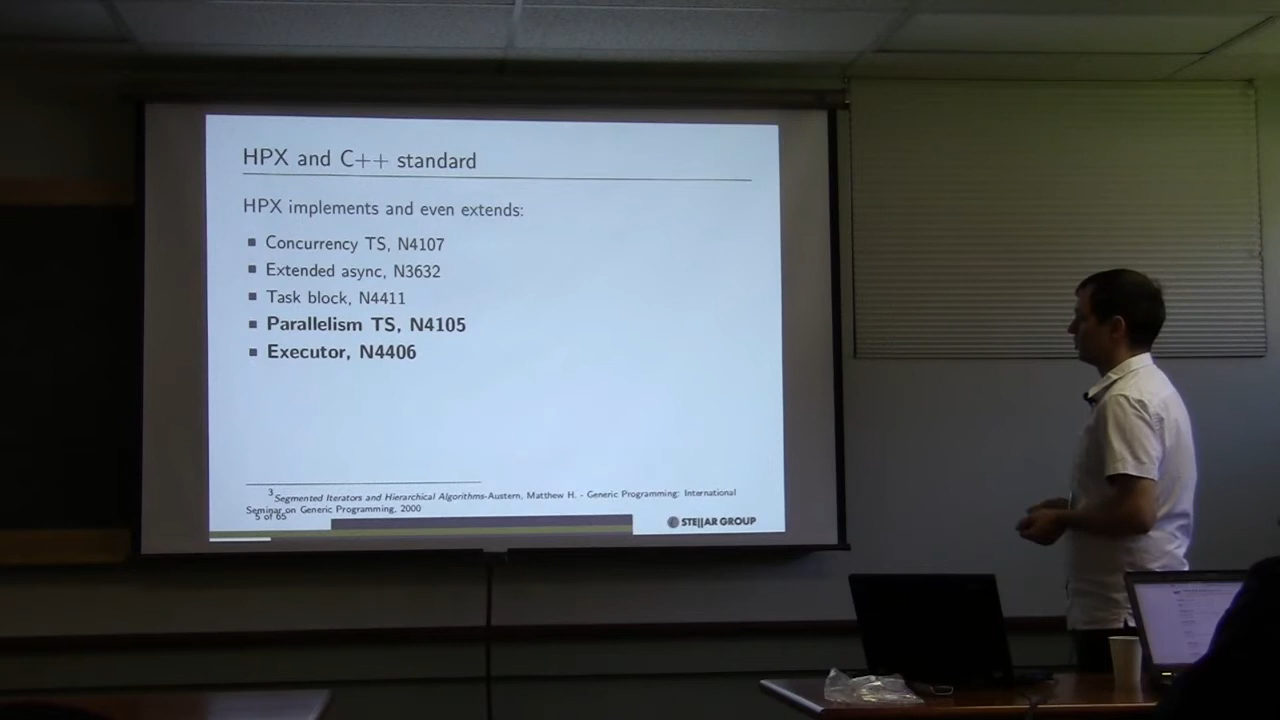 HPX and C++ standard
HPX implements and even extends:
Concurrency TS, N4107
Extended async, N3632
Task block, N4411
Parallelism TS, N4105
Executor, N4406
3 Segmented Iterators and Hierarchical Algorithms-Austern, Matthew H. - Generic Programming: International
Seminar on Generic Programming, 2000
5 of 65
STE||AR GROUP